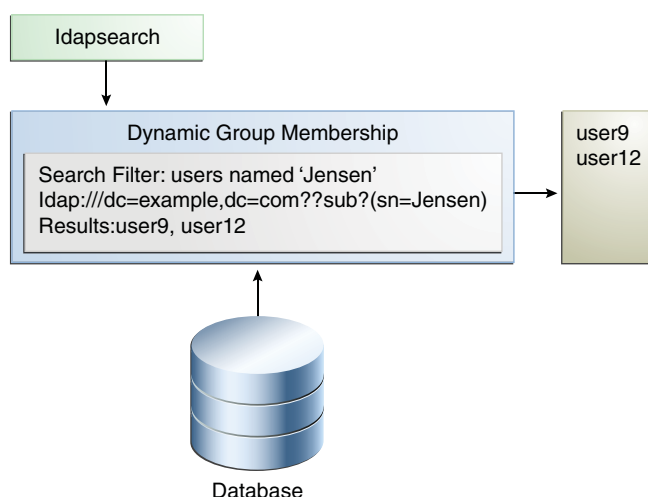 ldapsearch
Dynamic Group Membership
Search Filter: users named ‘Jensen’
ldap:///dc=example,dc=com??sub?(sn=Jensen)
Results:user9, user12
user9
user12
Database